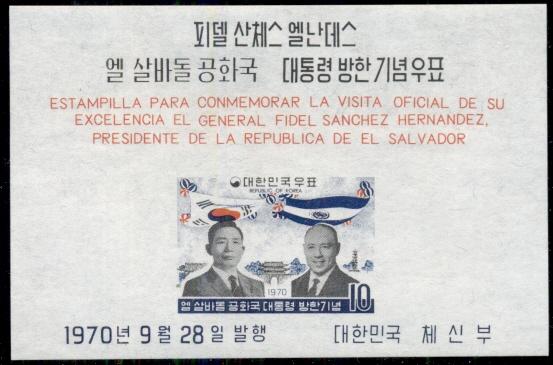 피델 산체스 엘난데스
엘 살바돌 공화국 대통령 방한기념우표
ESTAMPILLA PARA CONMEMORAR LA VISITA OFICIAL DE SU
EXCELENCIA EL GENERAL FIDEL SANCHEZ HERNANDEZ,
PRESIDENTE DE LA REPUBLICA DE EL SALVADOR
대한민국우표
REPUBLIC OF KOREA
1970
엘 살바돌 공화국 대통령 방한기념 10
1970년 9월 28일 발행 대한민국 체신부